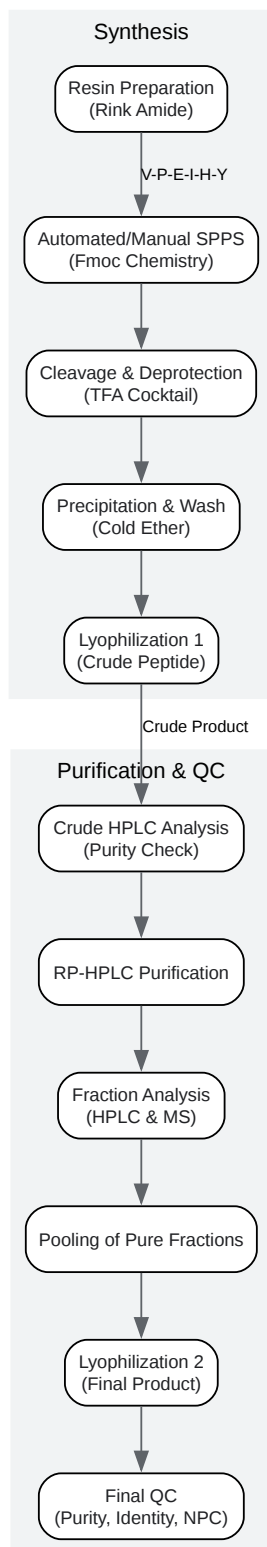 Synthesis
Resin Preparation
(Rink Amide)
V-P-E-I-H-Y
Automated/Manual SPPS
(Fmoc Chemistry)
Cleavage & Deprotection
(TFA Cocktail)
Precipitation & Wash
(Cold Ether)
Lyophilization 1
(Crude Peptide)
Crude Product
Purification & QC
Crude HPLC Analysis
(Purity Check)
RP-HPLC Purification
Fraction Analysis
(HPLC & MS)
Pooling of Pure Fractions
Lyophilization 2
(Final Product)
Final QC
(Purity, Identity, NPC)